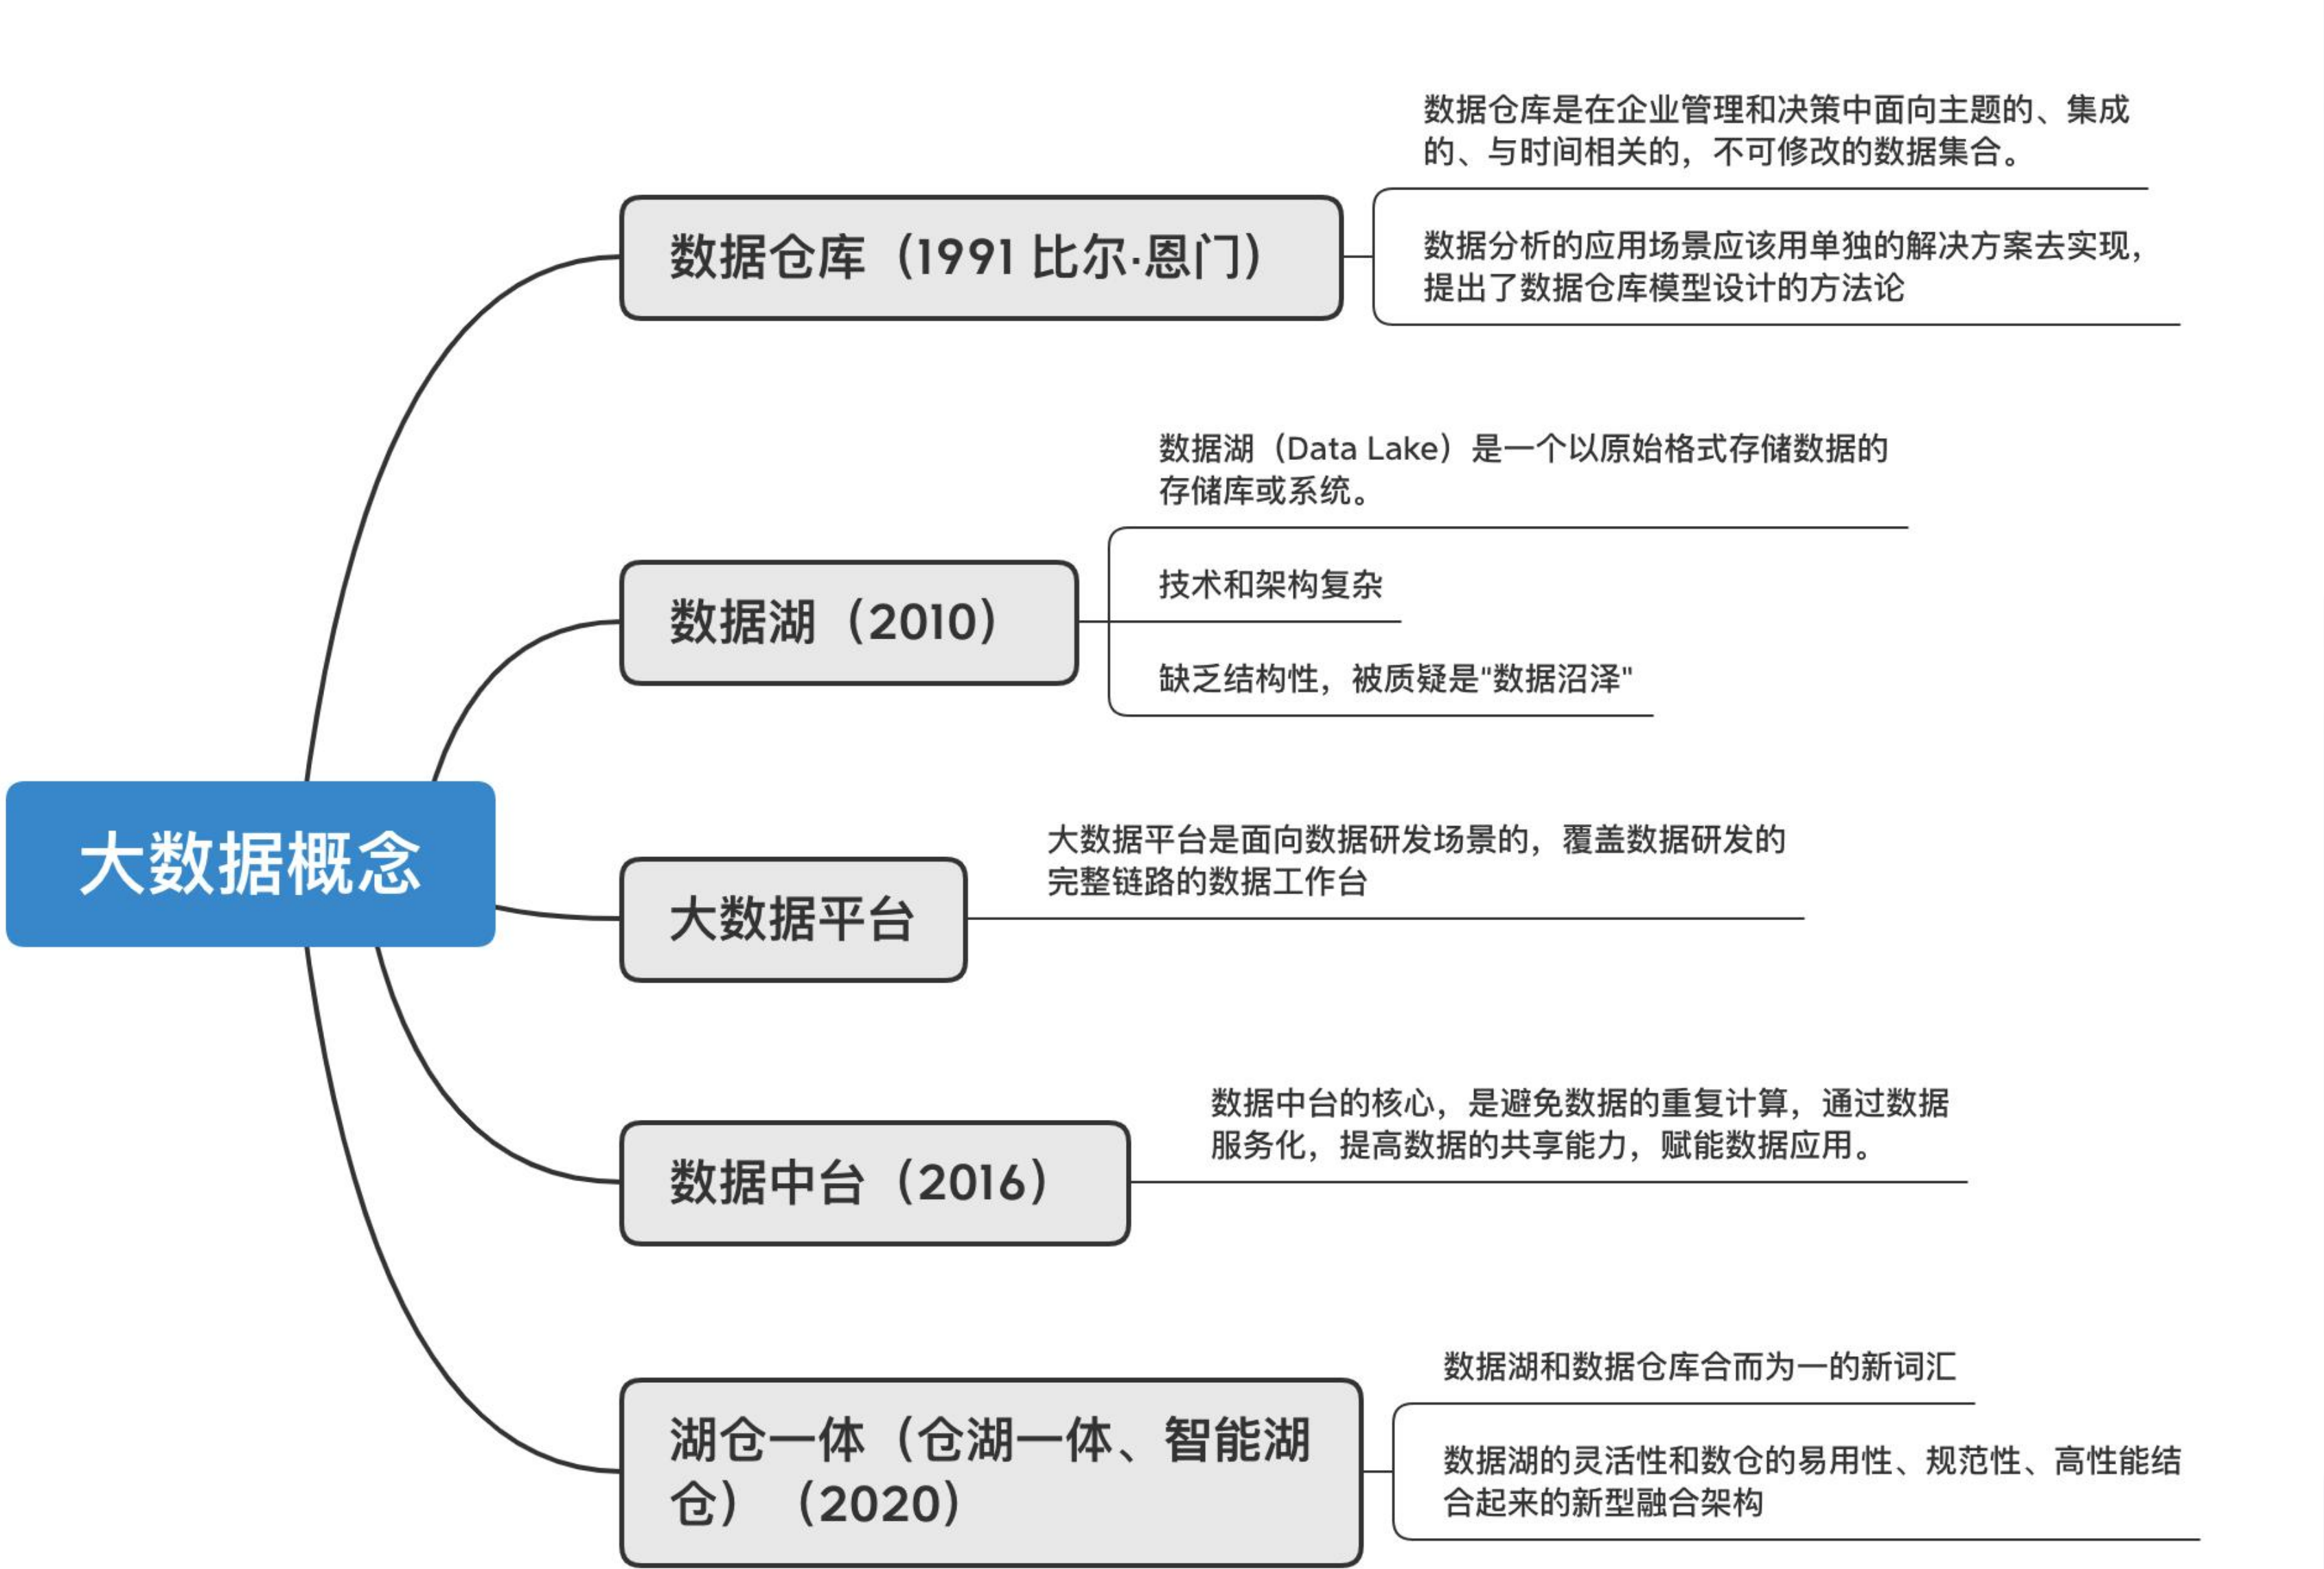 数据仓库是在企业管理和决策中面向主题的、集成
的、与时间相关的，不可修改的数据集合。
数据仓库（1991 比尔·恩门）
数据分析的应用场景应该用单独的解决方案去实现，
提出了数据仓库模型设计的方法论
数据湖（Data Lake）是一个以原始格式存储数据的
存储库或系统。
技术和架构复杂
数据湖（2010）
缺乏结构性，被质疑是"数据沼泽"
大数据概念
大数据平台是面向数据研发场景的，覆盖数据研发的
完整链路的数据工作台
大数据平台
数据中台的核心，是避免数据的重复计算，通过数据
服务化，提高数据的共享能力，赋能数据应用。
数据中台（2016）
数据湖和数据仓库合而为一的新词汇
湖仓一体（仓湖一体、智能湖
仓）（2020）
数据湖的灵活性和数仓的易用性、规范性、高性能结
合起来的新型融合架构